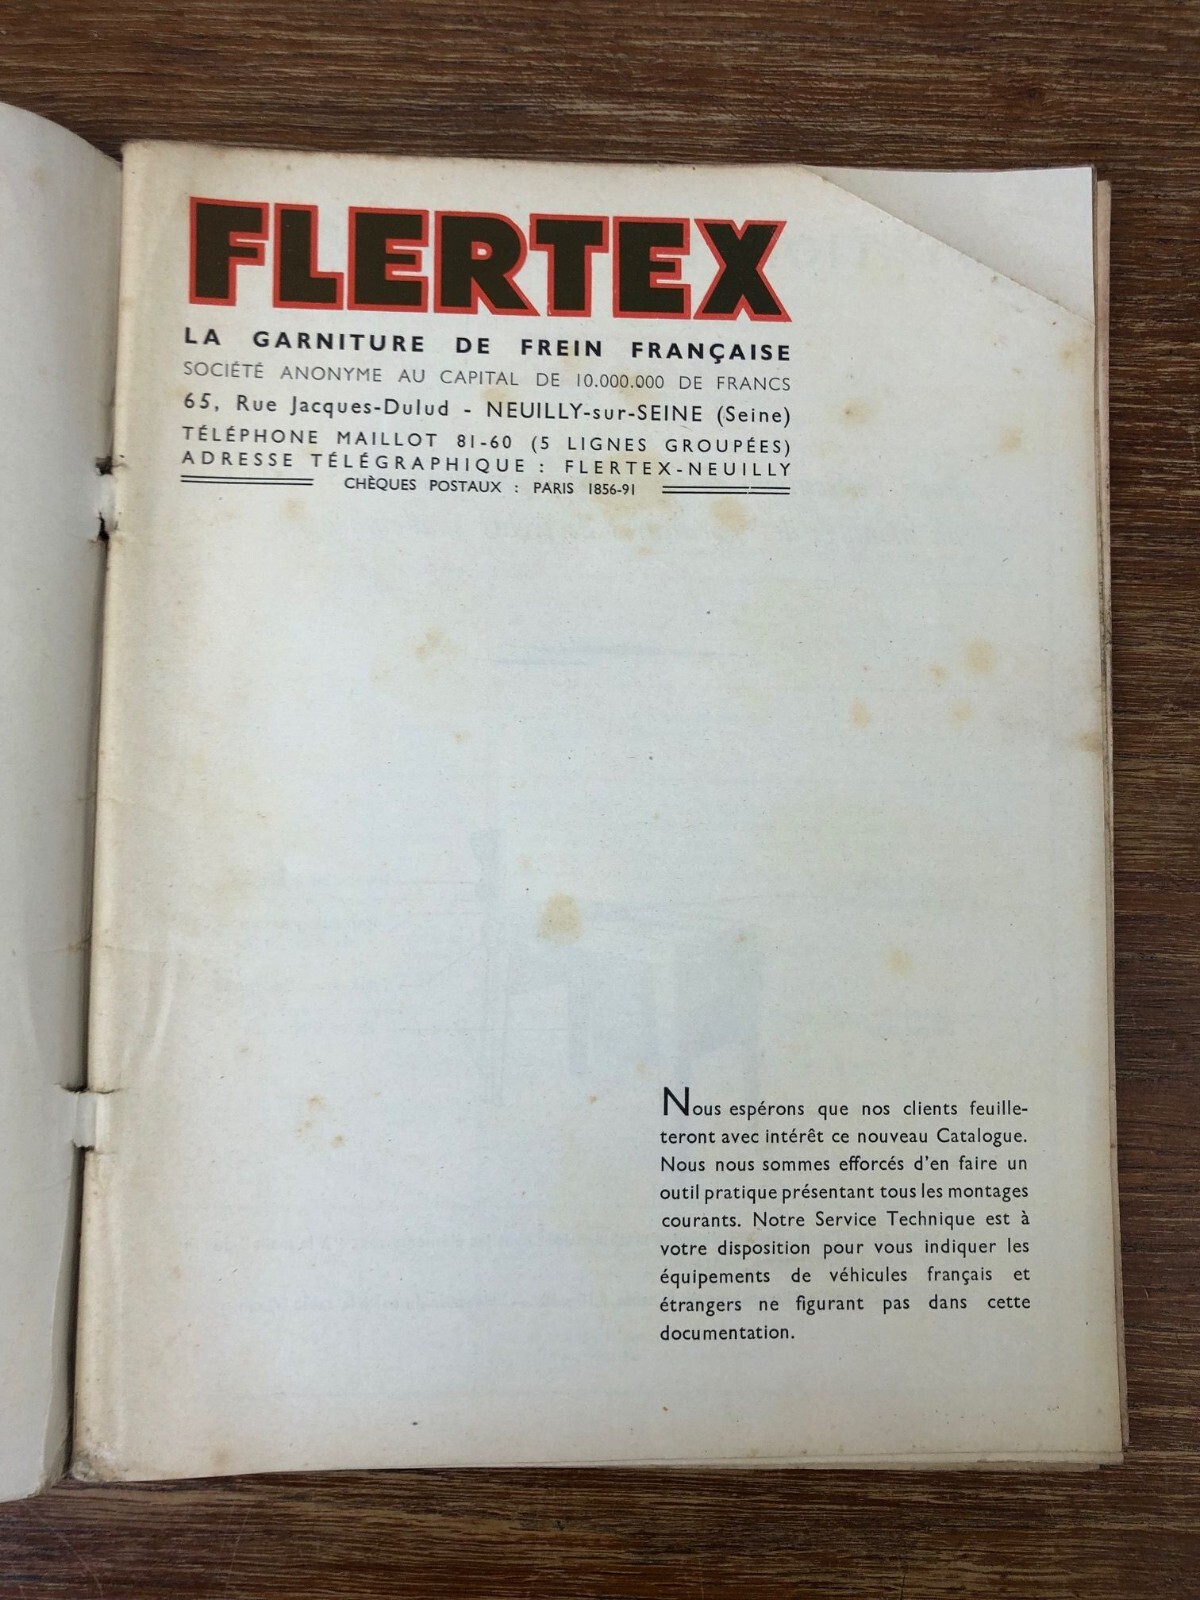 FLERTEX
LA GARNITURE DE FREIN FRANÇAISE
SOCIÉTÉ ANONYME AU CAPITAL DE 10.000.000 DE FRANCS
65, Rue Jacques-Dulud - NEUILLY-sur-SEINE (Seine)
TÉLÉPHONE MAILLOT 81-60 (5 LIGNES GROUPÉES)
ADRESSE TÉLÉGRAPHIQUE : FLERTEX-NEUILLY
CHÈQUES POSTAUX : PARIS 1856-91
Nous espérons que nos clients feuille-
teront avec intérêt ce nouveau Catalogue.
Nous nous sommes efforcés d'en faire un
outil pratique présentant tous les montages
courants. Notre Service Technique est à
votre disposition pour vous indiquer les
équipements de véhicules français et
étrangers ne figurant pas dans cette
documentation.